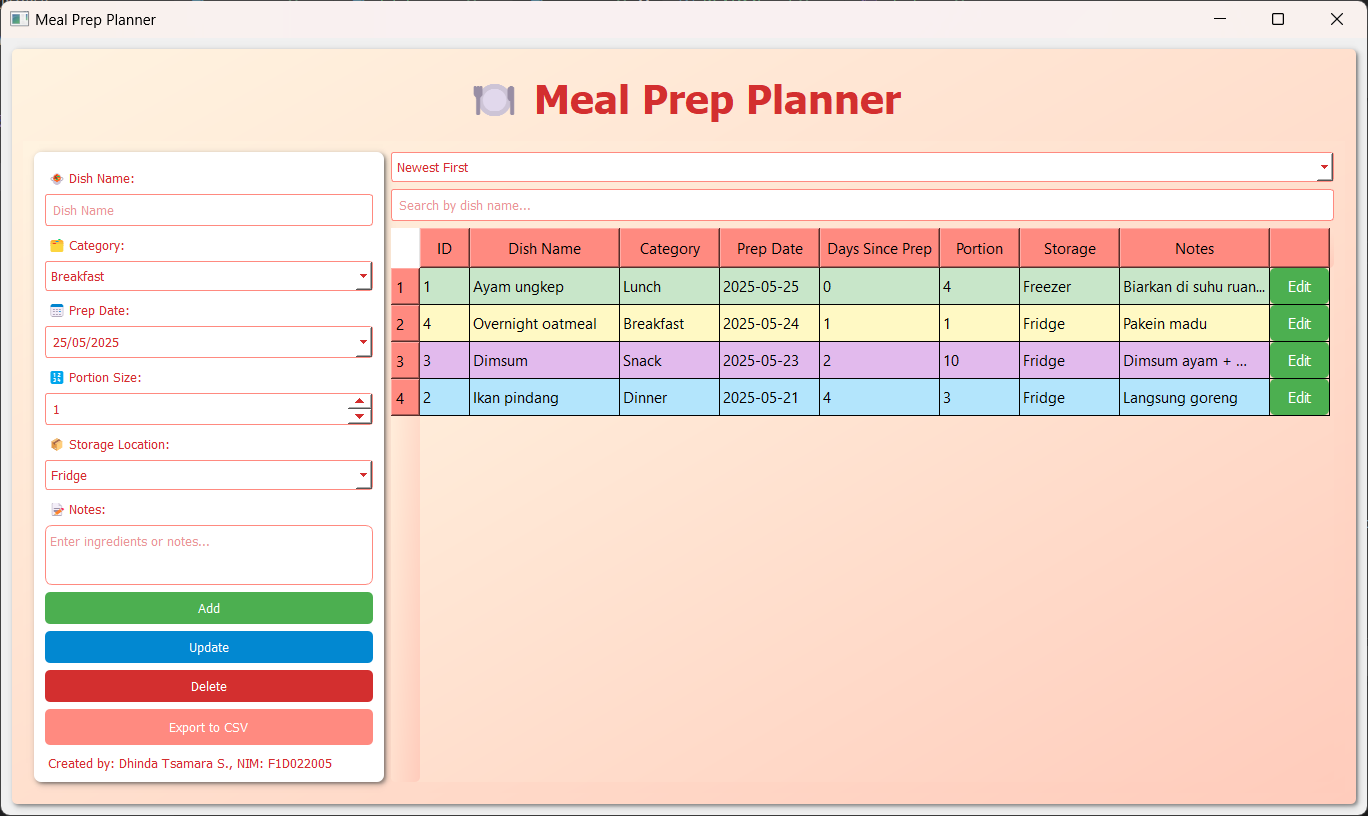 Meal Prep Planner
Meal Prep Planner
Dish Name:
Dish Name
Category:
Breakfast
Prep Date:
25/05/2025
Portion Size:
1
Storage Location:
Fridge
Notes:
Enter ingredients or notes...
Add
Update
Delete
Export to CSV
Created by: Dhinda Tsamara S., NIM: F1D022005
Newest First
Search by dish name...
ID Dish Name Category Prep Date Days Since Prep Portion Storage Notes
1 1 Ayam ungkep Lunch 2025-05-25 0 4 Freezer Biarkan di suhu ruan... Edit
2 4 Overnight oatmeal Breakfast 2025-05-24 1 1 Fridge Pakein madu Edit
3 3 Dimsum Snack 2025-05-23 2 10 Fridge Dimsum ayam + ... Edit
4 2 Ikan pindang Dinner 2025-05-21 4 3 Fridge Langsung goreng Edit